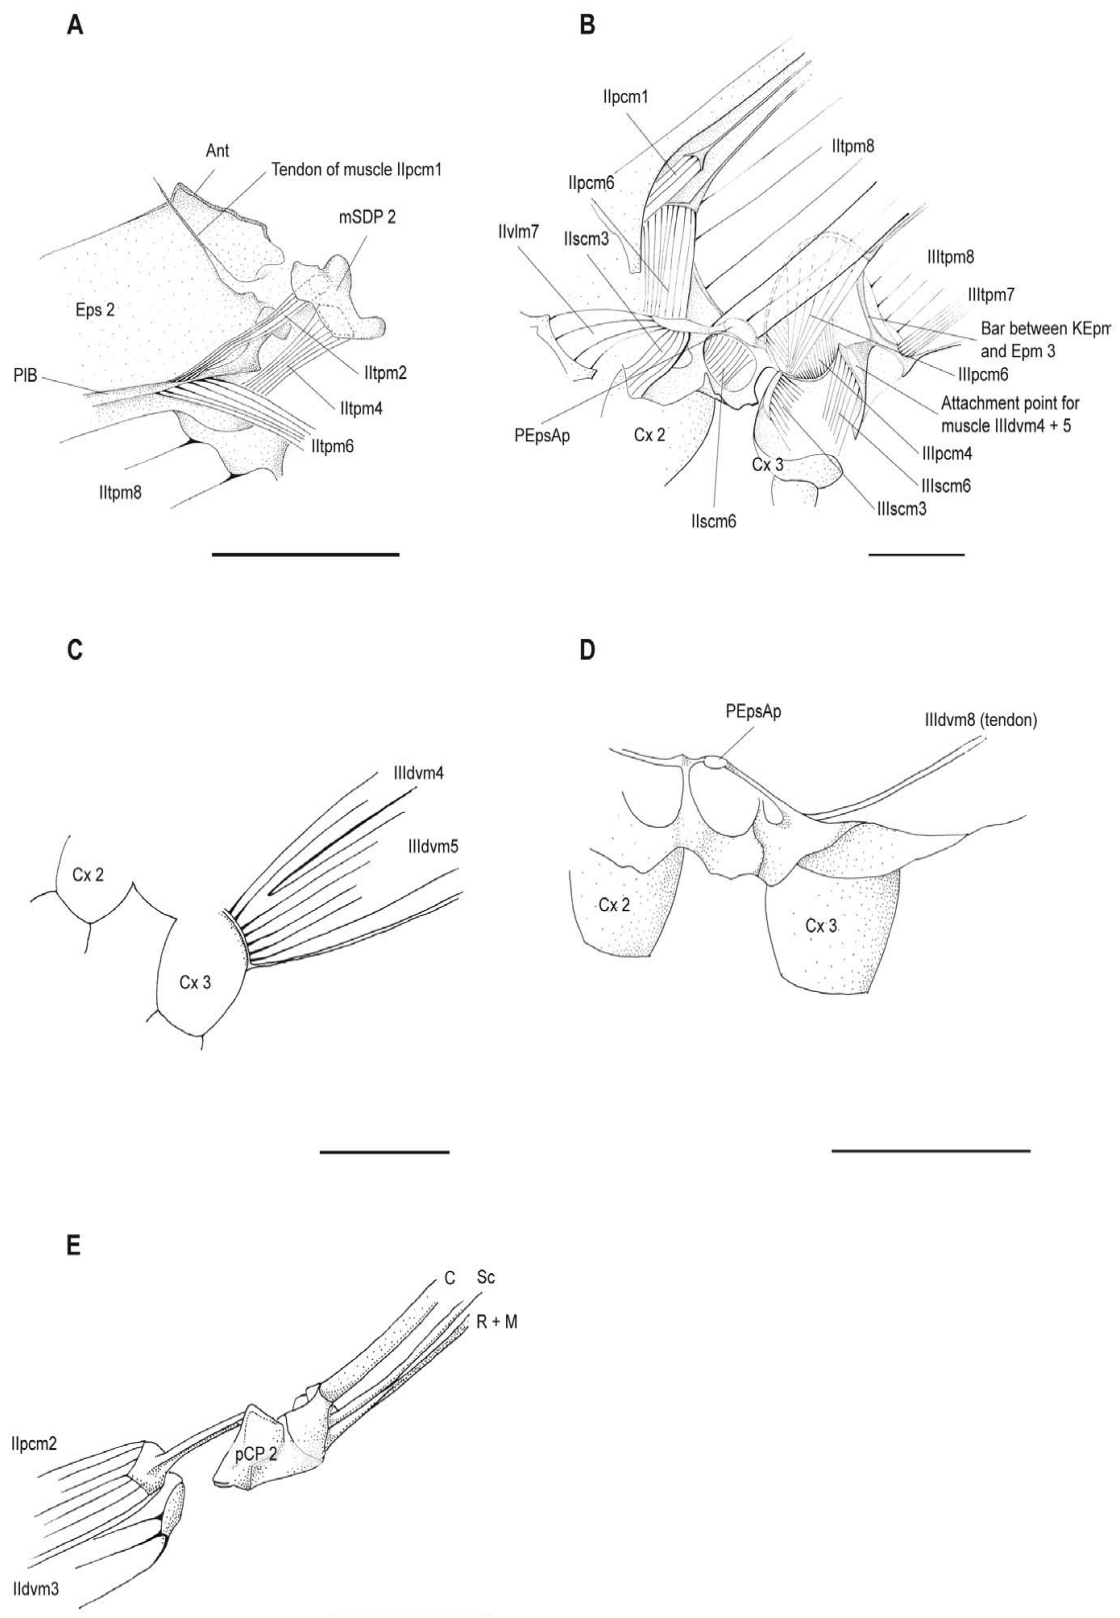 A
Ant
Tendon of muscle IIpcm1
mSDP 2
Eps 2
PlB
IItpm2
IItpm4
IItpm6
IItpm8
B
IIpcm1
IItpm8
IIpcm6
IIvlm7
IIscm3
IIItpm8
IIItpm7
Bar between KEpm
and Epm 3
IIIpcm6
Attachment point for
muscle IIIdvm4 + 5
PEpsAp
Cx 2
Cx 3
IIIpcm4
IIIscm6
IIIscm3
IIscm6
C
IIIdvm4
IIIdvm5
Cx 2
Cx 3
D
PEpsAp
IIIdvm8 (tendon)
Cx 2
Cx 3
E
C
Sc
R + M
IIpcm2
pCP 2
IIdvm3